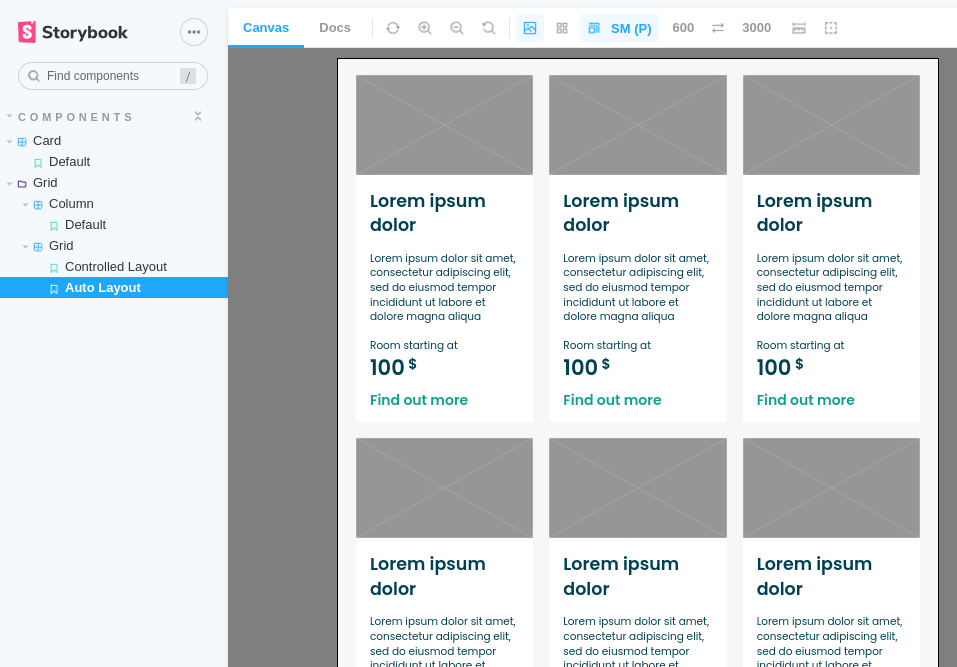 Storybook
Find components /
COMPONENTS
Card
Default
Grid
Column
Default
Grid
Controlled Layout
Auto Layout
Canvas Docs SM (P) 600 3000
Lorem ipsum dolor
Lorem ipsum dolor sit amet,
consectetur adipiscing elit,
sed do eiusmod tempor
incididunt ut labore et
dolore magna aliqua
Room starting at
100 $
Find out more
Lorem ipsum dolor
Lorem ipsum dolor sit amet,
consectetur adipiscing elit,
sed do eiusmod tempor
incididunt ut labore et
dolore magna aliqua
Room starting at
100 $
Find out more
Lorem ipsum dolor
Lorem ipsum dolor sit amet,
consectetur adipiscing elit,
sed do eiusmod tempor
incididunt ut labore et
dolore magna aliqua
Room starting at
100 $
Find out more
Lorem ipsum
dolor
Lorem ipsum dolor sit amet,
consectetur adipiscing elit,
sed do eiusmod tempor
incididunt ut labore et
Lorem ipsum
dolor
Lorem ipsum dolor sit amet,
consectetur adipiscing elit,
sed do eiusmod tempor
incididunt ut labore et
Lorem ipsum
dolor
Lorem ipsum dolor sit amet,
consectetur adipiscing elit,
sed do eiusmod tempor
incididunt ut labore et